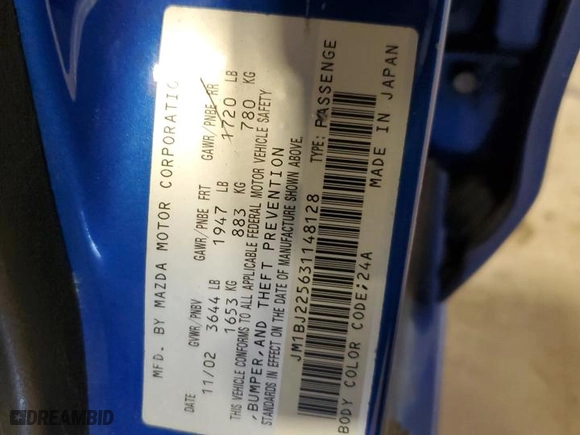 MFD. BY MAZDA MOTOR CORPORATIO
DATE GVWR/PNBV GAWR/PNBE FRT GAWR/PNBE RR
11/02 3644 LB 1947 LB 1720 LB
1653 KG 883 KG 780 KG
THIS VEHICLE CONFORMS TO ALL APPLICABLE FEDERAL MOTOR VEHICLE SAFETY
,BUMPER, AND THEFT PREVENTION
STANDARDS IN EFFECT ON THE DATE OF MANUFACTURE SHOWN ABOVE.
JM1BJ225631148128 TYPE: PASSENGE
BODY COLOR CODE;24A MADE IN JAPAN
DREAMBID